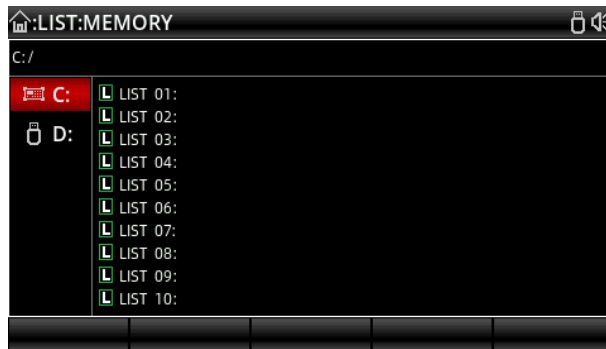 :LIST:MEMORY
C:/
C:
D:
L LIST 01:
L LIST 02:
L LIST 03:
L LIST 04:
L LIST 05:
L LIST 06:
L LIST 07:
L LIST 08:
L LIST 09:
L LIST 10: